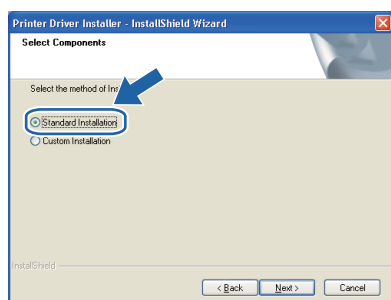 Printer Driver Installer - InstallShield Wizard
Select Components
Select the method of Ins
Standard Installation
Custom Installation
InstallShield
< Back Next > Cancel